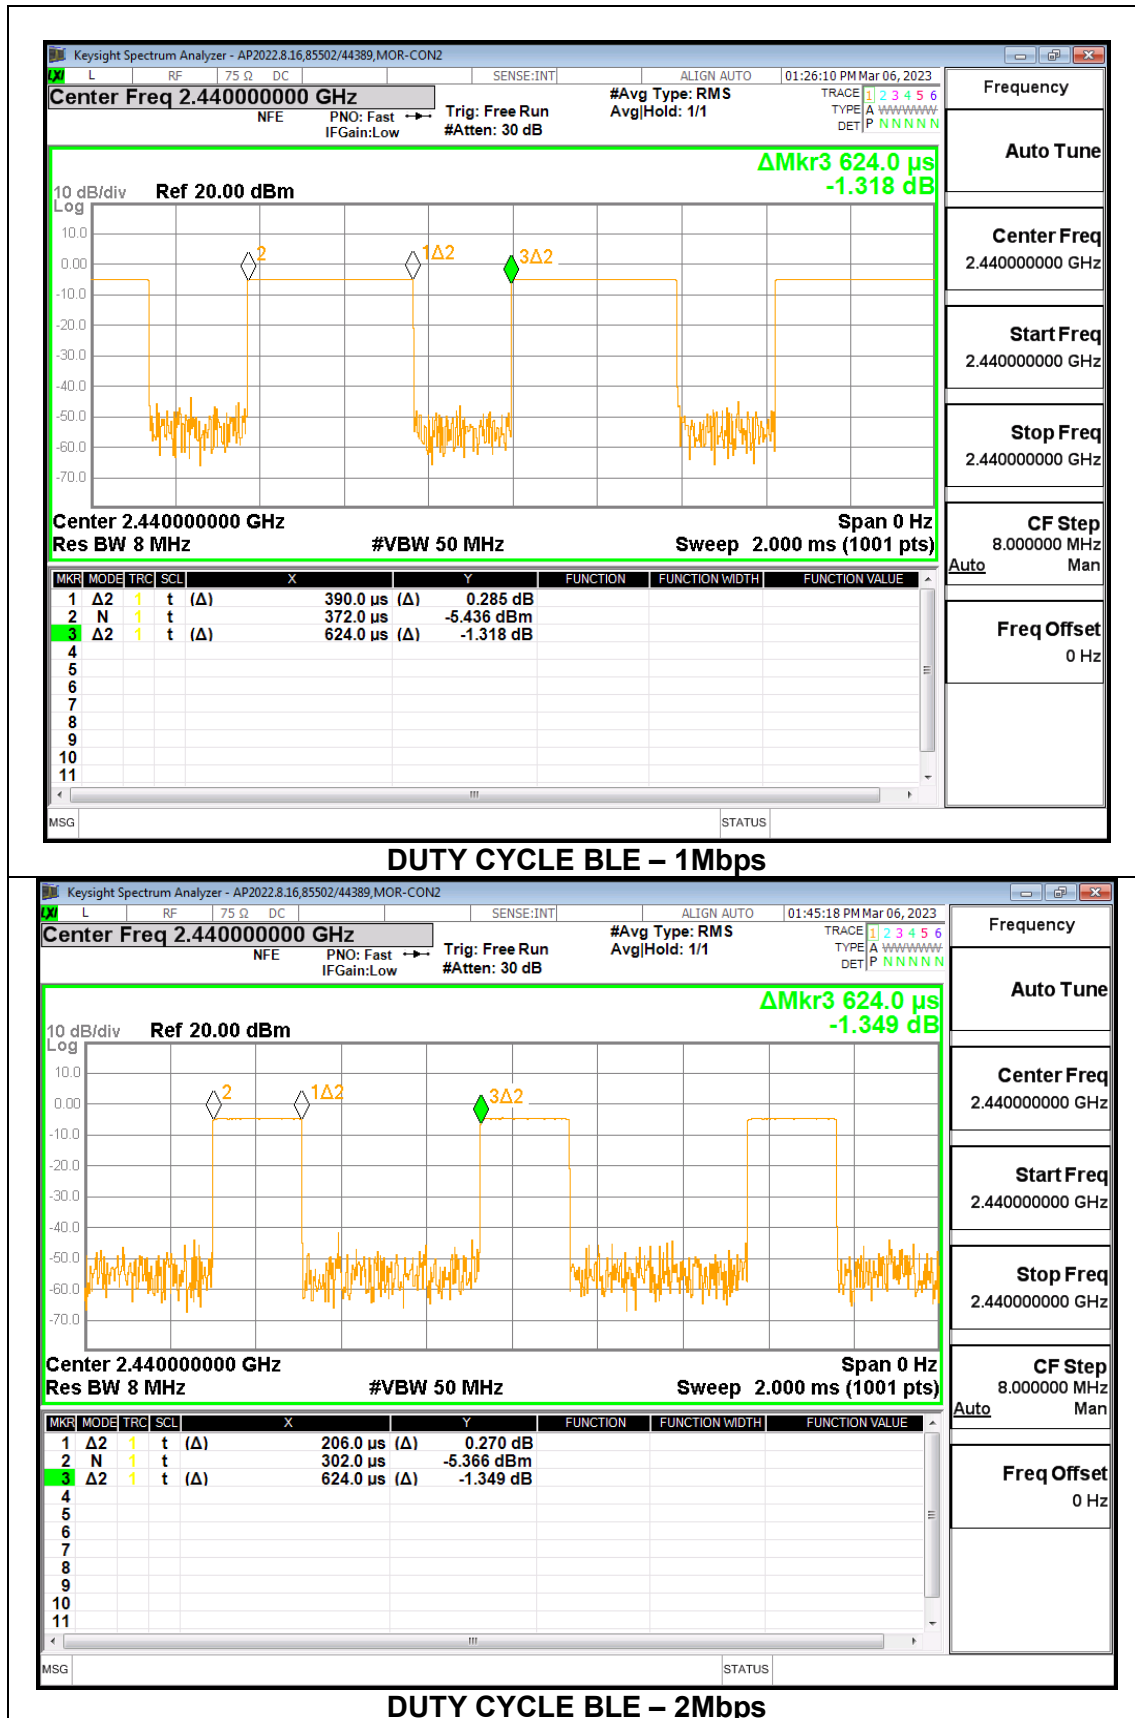 Keysight Spectrum Analyzer - AP2022.8.16,85502/44389,MOR-CON2
LXI L RF 75 Ω DC SENSE:INT ALIGN AUTO 01:26:10 PM Mar 06, 2023
Center Freq 2.440000000 GHz
NFE PNO: Fast IFGain:Low
Trig: Free Run
#Atten: 30 dB
#Avg Type: RMS
Avg|Hold: 1/1
TRACE 1 2 3 4 5 6
TYPE A WWWWW
DET P N N N N N
ΔMkr3 624.0 µs
-1.318 dB
10 dB/div Ref 20.00 dBm
Log
10.0
0.00
-10.0
-20.0
-30.0
-40.0
-50.0
-60.0
-70.0
2 1Δ2 3Δ2
Center 2.440000000 GHz Span 0 Hz
Res BW 8 MHz #VBW 50 MHz Sweep 2.000 ms (1001 pts)
MKR MODE TRC SCL X Y FUNCTION FUNCTION WIDTH FUNCTION VALUE
1 Δ2 1 t (Δ) 390.0 µs (Δ) 0.285 dB
2 N 1 t 372.0 µs -5.436 dBm
3 Δ2 1 t (Δ) 624.0 µs (Δ) -1.318 dB
4
5
6
7
8
9
10
11
MSG STATUS
Frequency
Auto Tune
Center Freq
2.440000000 GHz
Start Freq
2.440000000 GHz
Stop Freq
2.440000000 GHz
CF Step
8.000000 MHz
Auto Man
Freq Offset
0 Hz
DUTY CYCLE BLE – 1Mbps
Keysight Spectrum Analyzer - AP2022.8.16,85502/44389,MOR-CON2
LXI L RF 75 Ω DC SENSE:INT ALIGN AUTO 01:45:18 PM Mar 06, 2023
Center Freq 2.440000000 GHz
NFE PNO: Fast IFGain:Low
Trig: Free Run
#Atten: 30 dB
#Avg Type: RMS
Avg|Hold: 1/1
TRACE 1 2 3 4 5 6
TYPE A WWWWW
DET P N N N N N
ΔMkr3 624.0 µs
-1.349 dB
10 dB/div Ref 20.00 dBm
Log
10.0
0.00
-10.0
-20.0
-30.0
-40.0
-50.0
-60.0
-70.0
2 1Δ2 3Δ2
Center 2.440000000 GHz Span 0 Hz
Res BW 8 MHz #VBW 50 MHz Sweep 2.000 ms (1001 pts)
MKR MODE TRC SCL X Y FUNCTION FUNCTION WIDTH FUNCTION VALUE
1 Δ2 1 t (Δ) 206.0 µs (Δ) 0.270 dB
2 N 1 t 302.0 µs -5.366 dBm
3 Δ2 1 t (Δ) 624.0 µs (Δ) -1.349 dB
4
5
6
7
8
9
10
11
MSG STATUS
Frequency
Auto Tune
Center Freq
2.440000000 GHz
Start Freq
2.440000000 GHz
Stop Freq
2.440000000 GHz
CF Step
8.000000 MHz
Auto Man
Freq Offset
0 Hz
DUTY CYCLE BLE – 2Mbps